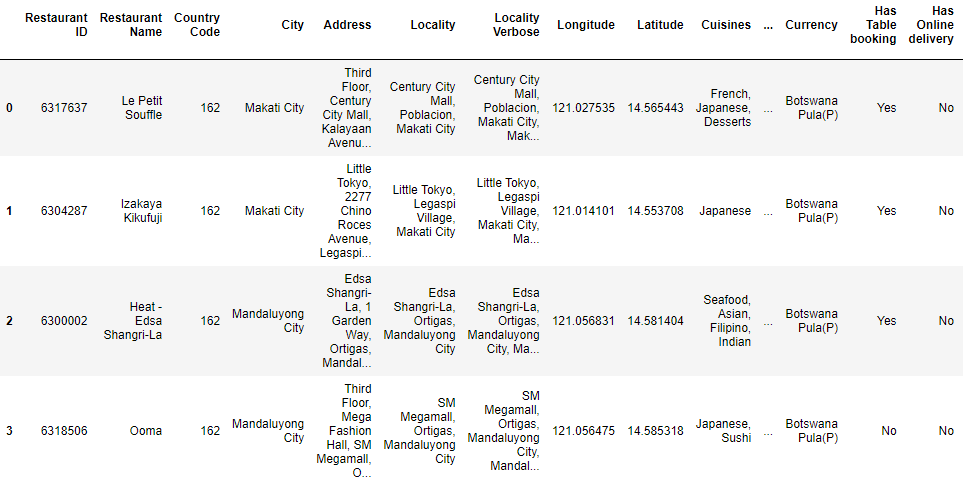 Restaurant
ID
Restaurant
Name
Country
Code
City
Address
Locality
Locality
Verbose
Longitude
Latitude
Cuisines
...
Currency
Has
Table
booking
Has
Online
delivery
0
6317637
Le Petit
Souffle
162
Makati City
Third
Floor,
Century
City Mall,
Kalayaan
Avenu...
Century City
Mall,
Poblacion,
Makati City
Century City
Mall,
Poblacion,
Makati City,
Mak...
121.027535
14.565443
French,
Japanese,
Desserts
...
Botswana
Pula(P)
Yes
No
1
6304287
Izakaya
Kikufuji
162
Makati City
Little
Tokyo,
2277
Chino
Roces
Avenue,
Legaspi...
Little Tokyo,
Legaspi
Village,
Makati City
Little Tokyo,
Legaspi
Village,
Makati City,
Ma...
121.014101
14.553708
Japanese
...
Botswana
Pula(P)
Yes
No
2
6300002
Heat -
Edsa
Shangri-La
162
Mandaluyong
City
Edsa
Shangri-
La, 1
Garden
Way,
Ortigas,
Mandal...
Edsa
Shangri-La,
Ortigas,
Mandaluyong
City
Edsa
Shangri-La,
Ortigas,
Mandaluyong
City, Ma...
121.056831
14.581404
Seafood,
Asian,
Filipino,
Indian
...
Botswana
Pula(P)
Yes
No
3
6318506
Ooma
162
Mandaluyong
City
Third
Floor,
Mega
Fashion
Hall, SM
Megamall,
O...
SM
Megamall,
Ortigas,
Mandaluyong
City
SM
Megamall,
Ortigas,
Mandaluyong
City,
Mandal...
121.056475
14.585318
Japanese,
Sushi
...
Botswana
Pula(P)
No
No